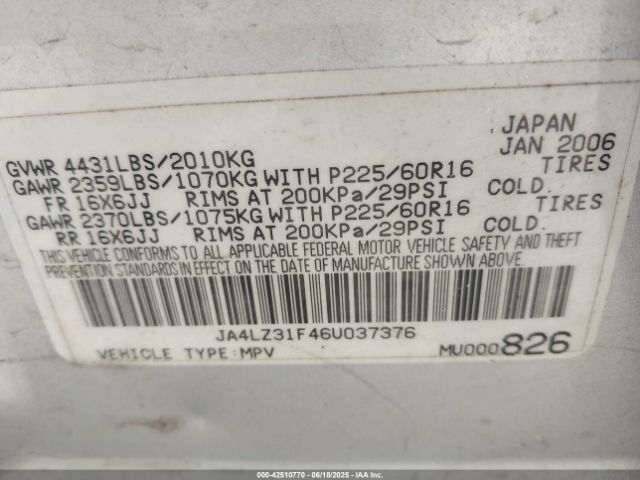 JAPAN
GVWR 4431LBS/2010KG JAN 2006
GAWR 2359LBS/1070KG WITH P225/60R16 TIRES
FR 16X6JJ RIMS AT 200KPa/29PSI COLD.
GAWR 2370LBS/1075KG WITH P225/60R16 TIRES
RR 16X6JJ RIMS AT 200KPa/29PSI COLD.
THIS VEHICLE CONFORMS TO ALL APPLICABLE FEDERAL MOTOR VEHICLE SAFETY AND THEFT
PREVENTION STANDARDS IN EFFECT ON THE DATE OF MANUFACTURE SHOWN ABOVE.
JA4LZ31F46U037376
VEHICLE TYPE:MPV MU000826
000-42510770 - 06/18/2025 - IAAI.COM